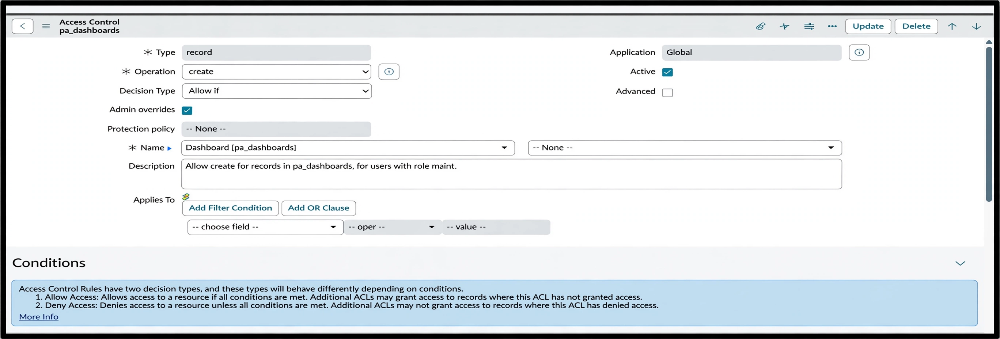 Access Control
pa_dashboards
Update
Delete
* Type
record
Application
Global
* Operation
create
Active
Decision Type
Allow if
Advanced
Admin overrides
Protection policy
-- None --
* Name
Dashboard [pa_dashboards]
-- None --
Description
Allow create for records in pa_dashboards, for users with role maint.
Applies To
Add Filter Condition
Add OR Clause
-- choose field --
-- oper --
-- value --
Conditions
Access Control Rules have two decision types, and these types will behave differently depending on conditions.
1. Allow Access: Allows access to a resource if all conditions are met. Additional ACLs may grant access to records where this ACL has not granted access.
2. Deny Access: Denies access to a resource unless all conditions are met. Additional ACLs may not grant access to records where this ACL has denied access.
More Info